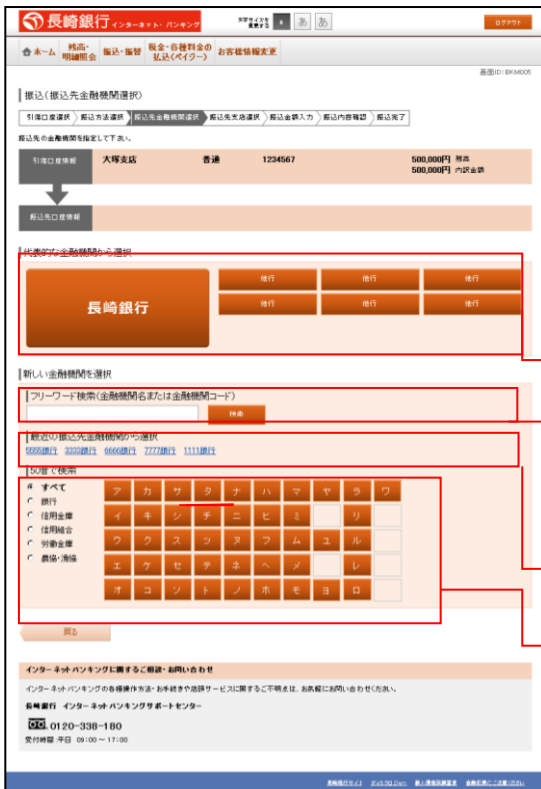 長崎銀行 インターネット・バンキング
文字サイズを変更する あ あ
ログアウト
ホーム 残高・明細照会 振込・振替 税金・各種料金の払込(ペイジー) お客様情報変更
画面ID:BKM005
振込(振込先金融機関選択)
引落口座選択 振込方法選択 振込先金融機関選択 振込先支店選択 振込金額入力 振込内容確認 振込完了
振込先の金融機関を指定して下さい。
引落口座情報 大塚支店 普通 1234567 500,000円 残高
500,000円 内訳金額
振込先口座情報
代表的な金融機関から選択
長崎銀行
他行 他行 他行
他行 他行 他行
新しい金融機関を選択
フリーワード検索(金融機関名または金融機関コード)
検索
最近の振込先金融機関から選択
5555銀行 3333銀行 6666銀行 7777銀行 1111銀行
50音で検索
すべて
銀行
信用金庫
信用組合
労働金庫
農協・漁協
ア カ サ タ ナ ハ マ ヤ ラ ワ
イ キ シ チ ニ ヒ ミ リ
ウ ク ス ツ ヌ フ ム ユ ル
エ ケ セ テ ネ ヘ メ レ
オ コ ソ ト ノ ホ モ ヨ ロ
戻る
インターネットバンキングに関するご相談・お問い合わせ
インターネットバンキングの各種操作方法・お手続きや店頭サービスに関するご不明点は、お気軽にお問い合わせください。
長崎銀行 インターネットバンキングサポートセンター
0120-338-180
受付時間:平日 09:00～17:00